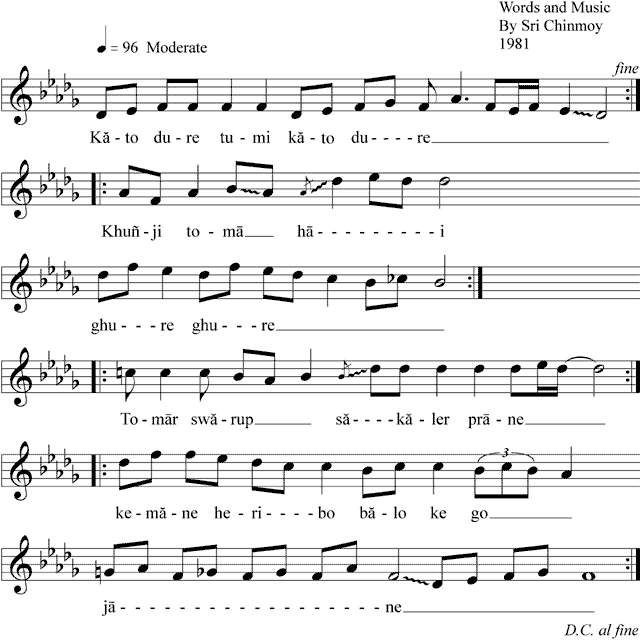 Words and Music
By Sri Chinmoy
1981
= 96 Moderate
fine
Kă-to du-re tu-mi kă-to du----re
Khuñ-ji to-mā hā---------i
ghu---re ghu---re
To-mār swă-rup să----kă-ler prā-ne
3
ke-mā-ne he-ri----bo bă-lo ke go
jā----------------------------ne
D.C. al fine